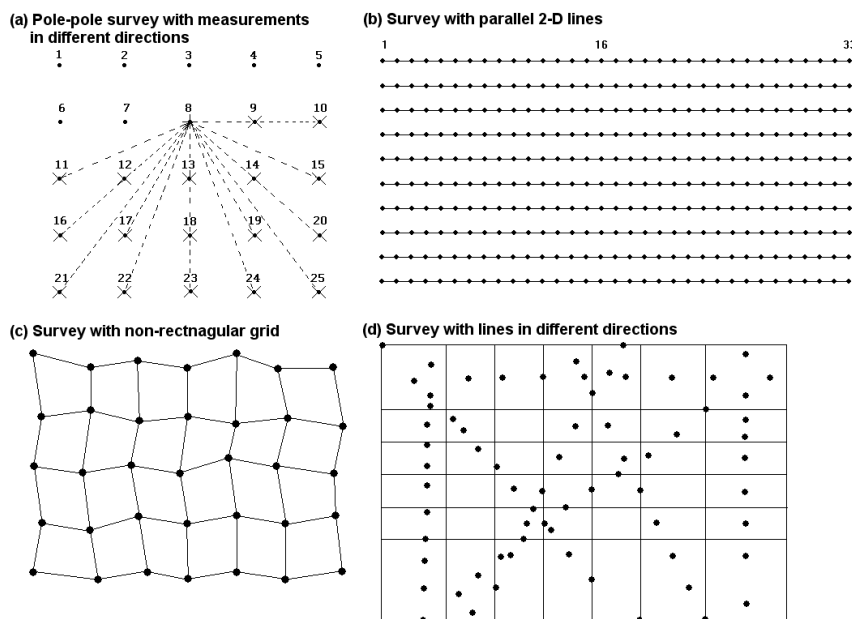 (a) Pole-pole survey with measurements
in different directions
1 2 3 4 5
6 7 8 9 10
11 12 13 14 15
16 17 18 19 20
21 22 23 24 25
(b) Survey with parallel 2-D lines
1 16 33
(c) Survey with non-rectnagular grid
(d) Survey with lines in different directions